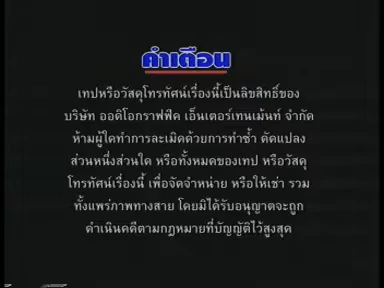 คำเตือน
เทปหรือวัสดุโทรทัศน์เรื่องนี้เป็นลิขสิทธิ์ของ
บริษัท ออดิโอกราฟฟิค เอ็นเตอร์เทนเม้นท์ จำกัด
ห้ามผู้ใดทำการละเมิดด้วยการทำซ้ำ ดัดแปลง
ส่วนหนึ่งส่วนใด หรือทั้งหมดของเทป หรือวัสดุ
โทรทัศน์เรื่องนี้ เพื่อจัดจำหน่าย หรือให้เช่า รวม
ทั้งแพร่ภาพทางสาย โดยมิได้รับอนุญาตจะถูก
ดำเนินคดีตามกฎหมายที่บัญญัติไว้สูงสุด